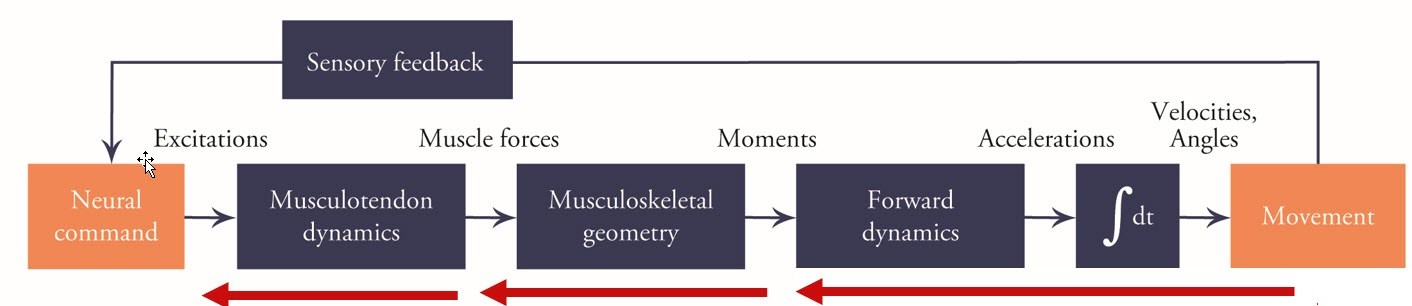 Sensory feedback
Velocities,
Excitations Muscle forces Moments Accelerations Angles
Neural
command
Musculotendon
dynamics
Musculoskeletal
geometry
Forward
dynamics
∫dt
Movement